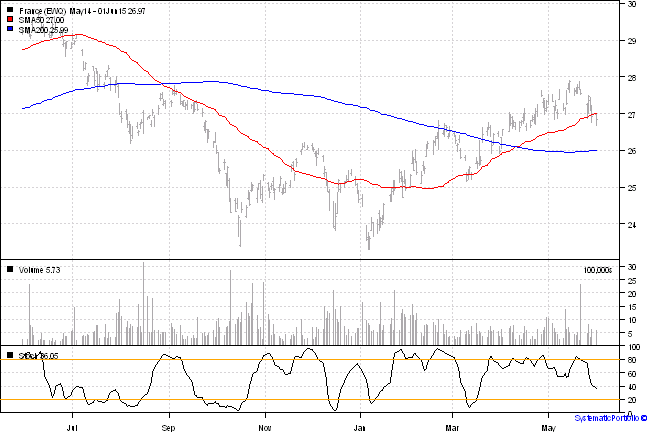 France (EWQ) May14 - 01Jun15 26.97
SMA50 27.00
SMA200 25.99
30
29
28
27
26
25
24
Volume 5.73
100,000s
30
25
20
15
10
5
36.05
100
80
60
40
20
0
Jul
Sep
Nov
Jan
Mar
May
SystematicPortfolio ©